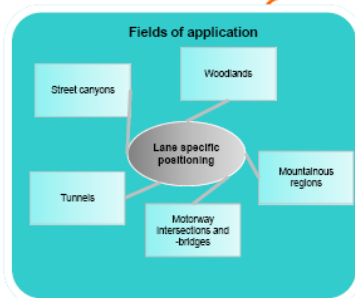 Fields of application
Woodlands
Street canyons
Lane specific
positioning
Mountainous
regions
Tunnels
Motorway
intersections and
-bridges